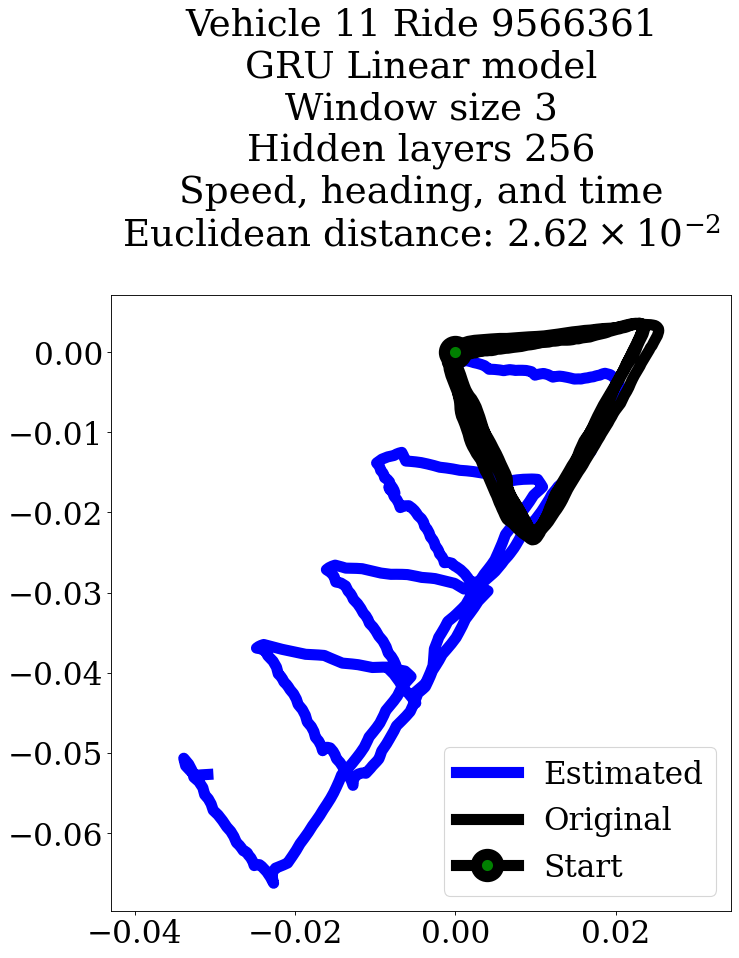 Vehicle 11 Ride 9566361
GRU Linear model
Window size 3
Hidden layers 256
Speed, heading, and time
Euclidean distance: 2.62 × 10⁻²
0.00
−0.01
−0.02
−0.03
−0.04
−0.05
−0.06
Estimated
Original
Start
−0.04 −0.02 0.00 0.02